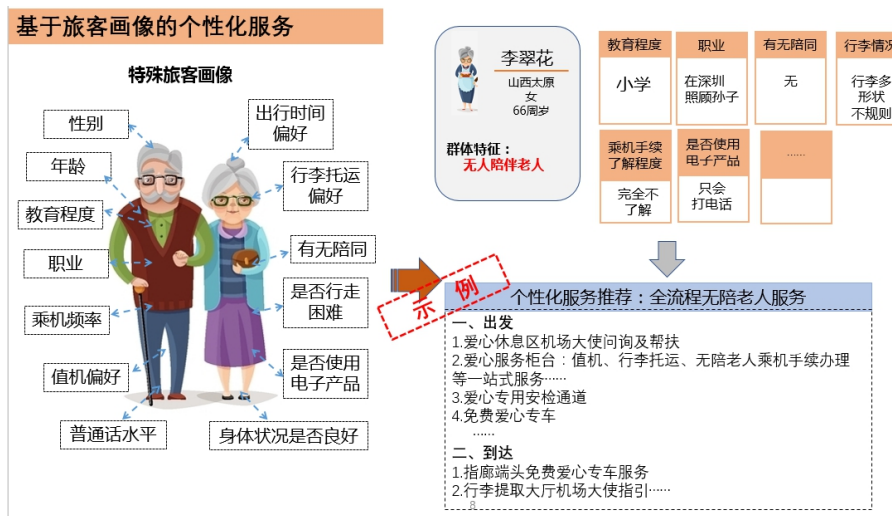 基于旅客画像的个性化服务
特殊旅客画像
性别
年龄
教育程度
职业
乘机频率
值机偏好
普通话水平
出行时间
偏好
行李托运
偏好
有无陪同
是否行走
困难
是否使用
电子产品
身体状况是否良好
李翠花
山西太原
女
66周岁
群体特征：
无人陪伴老人
教育程度
小学
职业
在深圳
照顾孙子
有无陪同
无
行李情况
行李多
形状
不规则
乘机手续
了解程度
完全不
了解
是否使用
电子产品
只会
打电话
……
示例
个性化服务推荐：全流程无陪老人服务
一、出发
1.爱心休息区机场大使问询及帮扶
2.爱心服务柜台：值机、行李托运、无陪老人乘机手续办理
等一站式服务……
3.爱心专用安检通道
4.免费爱心专车
……
二、到达
1.指廊端头免费爱心专车服务
2.行李提取大厅机场大使指引……
8